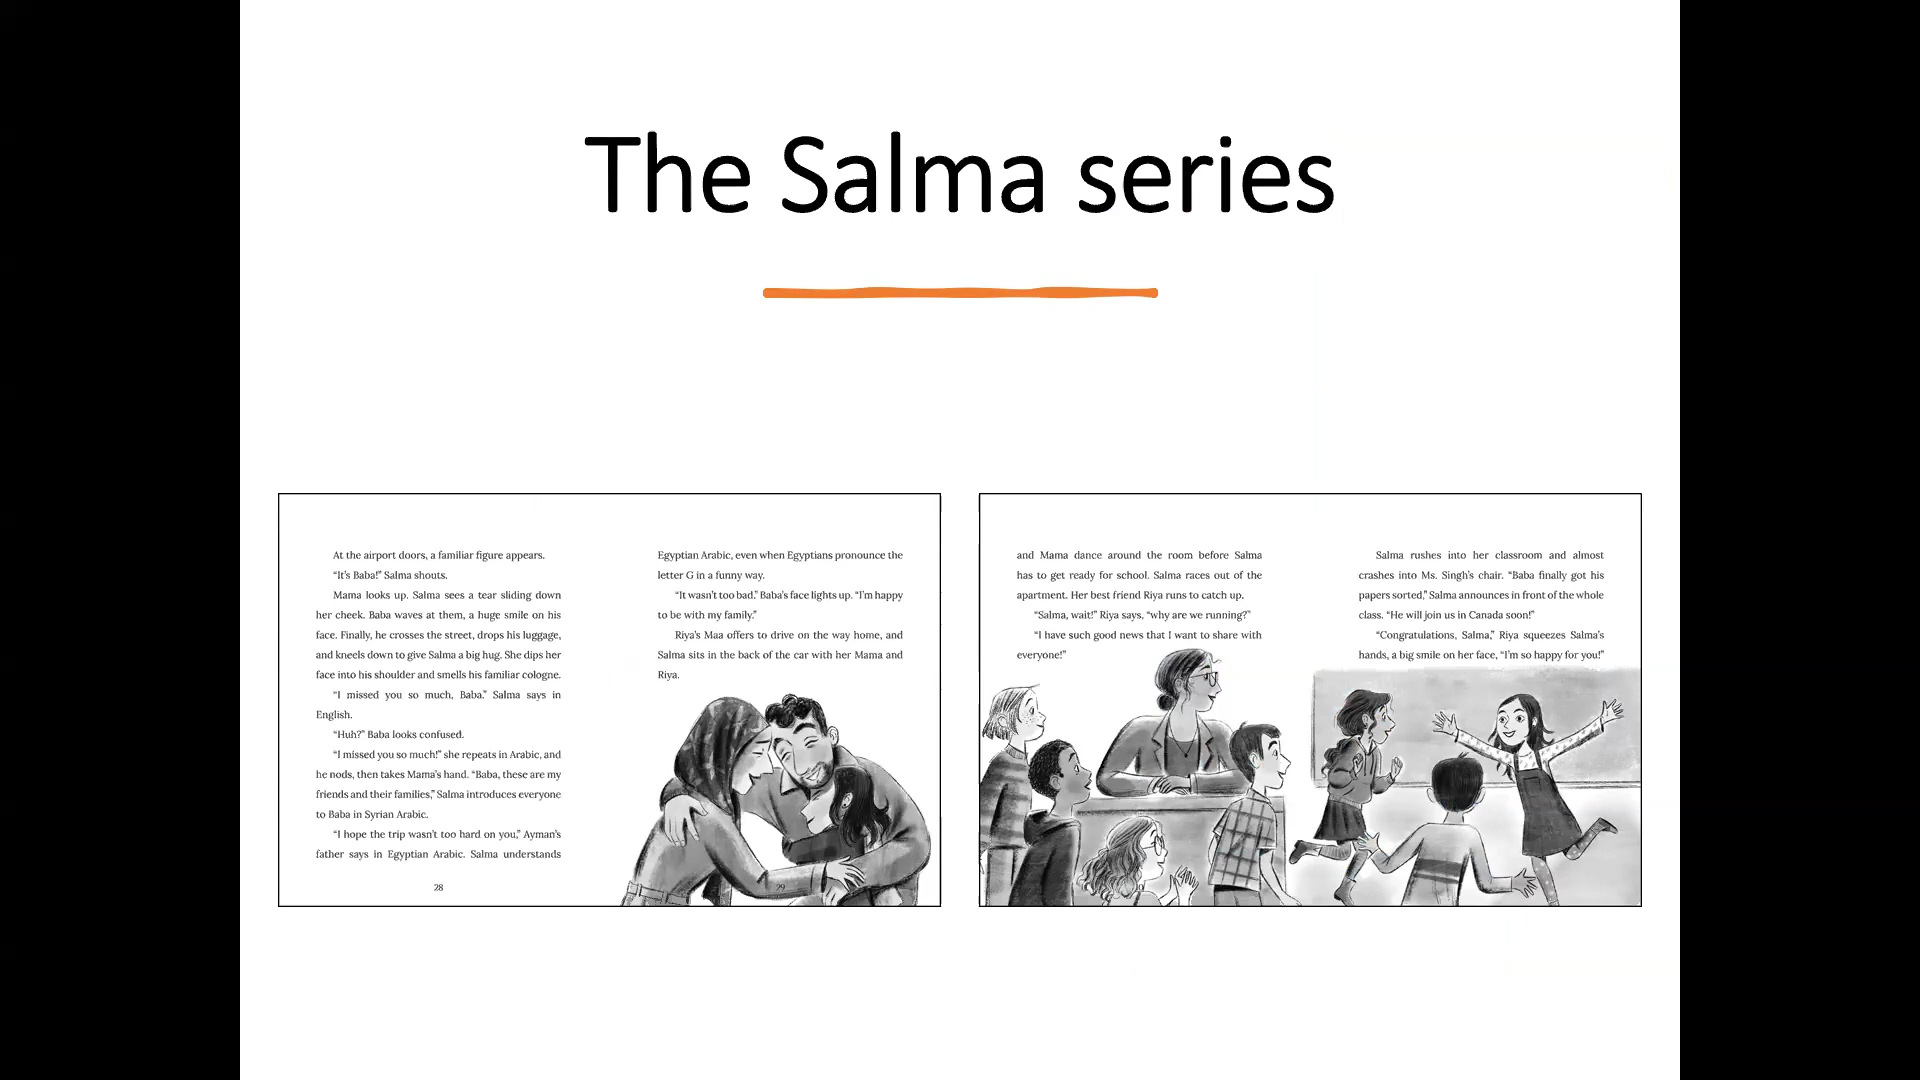 The Salma series
At the airport doors, a familiar figure appears.
“It’s Baba!” Salma shouts.
Mama looks up. Salma sees a tear sliding down
her cheek. Baba waves at them, a huge smile on his
face. Finally, he crosses the street, drops his luggage,
and kneels down to give Salma a big hug. She dips her
face into his shoulder and smells his familiar cologne.
“I missed you so much, Baba.” Salma says in
English.
“Huh?” Baba looks confused.
“I missed you so much!” she repeats in Arabic, and
he nods, then takes Mama’s hand. “Baba, these are my
friends and their families,” Salma introduces everyone
to Baba in Syrian Arabic.
“I hope the trip wasn’t too hard on you,” Ayman’s
father says in Egyptian Arabic. Salma understands
28
Egyptian Arabic, even when Egyptians pronounce the
letter G in a funny way.
“It wasn’t too bad.” Baba’s face lights up. “I’m happy
to be with my family.”
Riya’s Maa offers to drive on the way home, and
Salma sits in the back of the car with her Mama and
Riya.
29
and Mama dance around the room before Salma
has to get ready for school. Salma races out of the
apartment. Her best friend Riya runs to catch up.
“Salma, wait!” Riya says, “why are we running?”
“I have such good news that I want to share with
everyone!”
Salma rushes into her classroom and almost
crashes into Ms. Singh’s chair. “Baba finally got his
papers sorted,” Salma announces in front of the whole
class. “He will join us in Canada soon!”
“Congratulations, Salma,” Riya squeezes Salma’s
hands, a big smile on her face, “I’m so happy for you!”